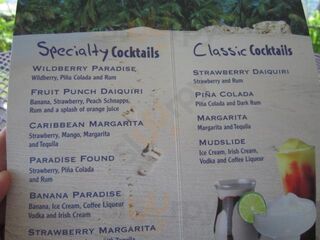 Specialty Cocktails
WILDBERRY PARADISE
Wildberry, Piña Colada and Rum
FRUIT PUNCH DAIQUIRI
Banana, Strawberry, Peach Schnapps,
Rum and a splash of orange juice
CARIBBEAN MARGARITA
Strawberry, Mango, Margarita
and Tequila
PARADISE FOUND
Strawberry, Piña Colada
and Rum
BANANA PARADISE
Banana, Ice Cream, Coffee Liqueur
Vodka and Irish Cream
STRAWBERRY MARGARITA
Classic Cocktails
STRAWBERRY DAIQUIRI
Strawberry and Rum
PIÑA COLADA
Piña Colada and Dark Rum
MARGARITA
Margarita and Tequila
MUDSLIDE
Ice Cream, Irish Cream,
Vodka and Coffee Liqueur